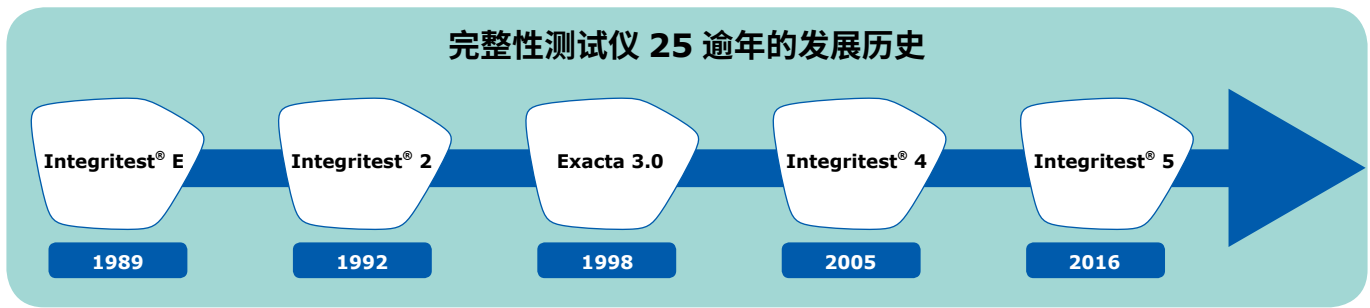 完整性测试仪 25 逾年的发展历史
Integritest® E
Integritest® 2
Exacta 3.0
Integritest® 4
Integritest® 5
1989
1992
1998
2005
2016